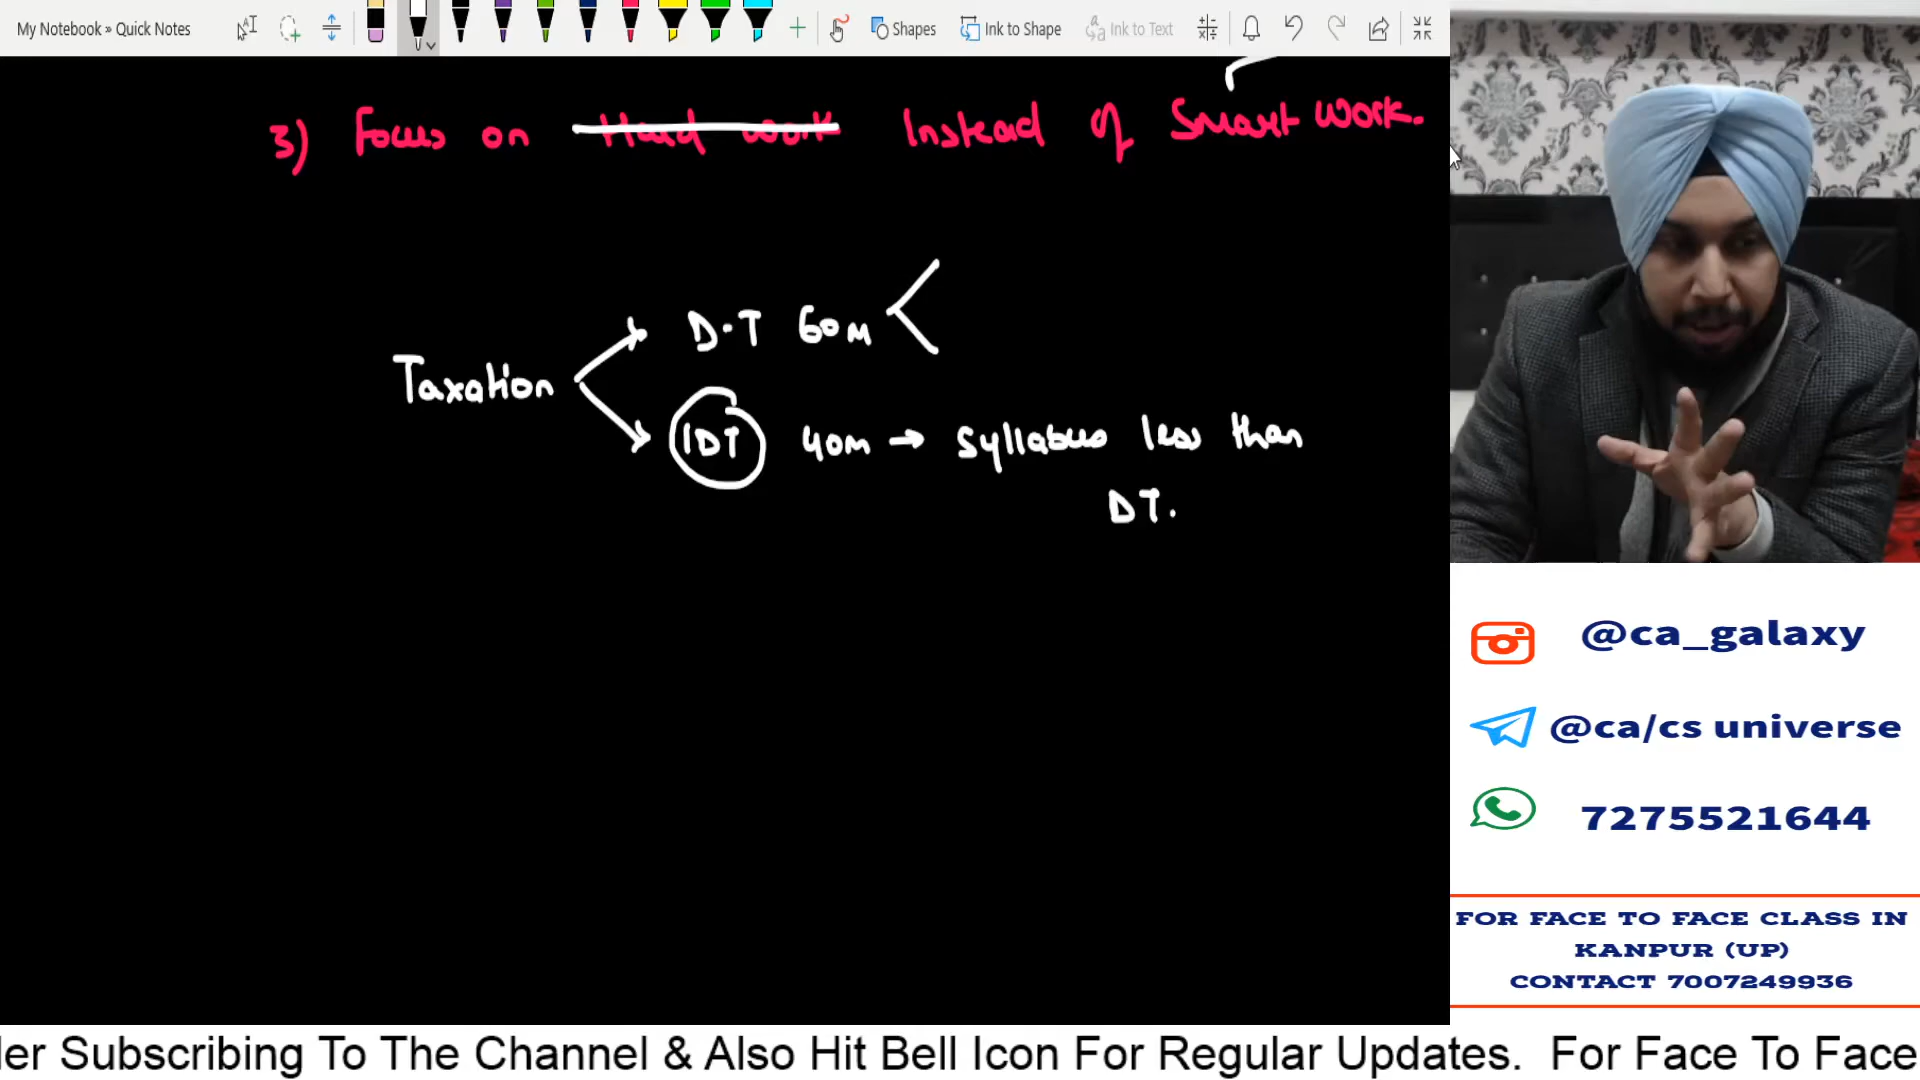 My Notebook » Quick Notes
Shapes
Ink to Shape
Ink to Text
3) Focus on Hard work Instead of Smart Work.
Taxation
D.T 60M
IDT 40M → Syllabus less than
DT.
@ca_galaxy
@ca/cs universe
7275521644
FOR FACE TO FACE CLASS IN
KANPUR (UP)
CONTACT 7007249936
ler Subscribing To The Channel & Also Hit Bell Icon For Regular Updates. For Face To Face